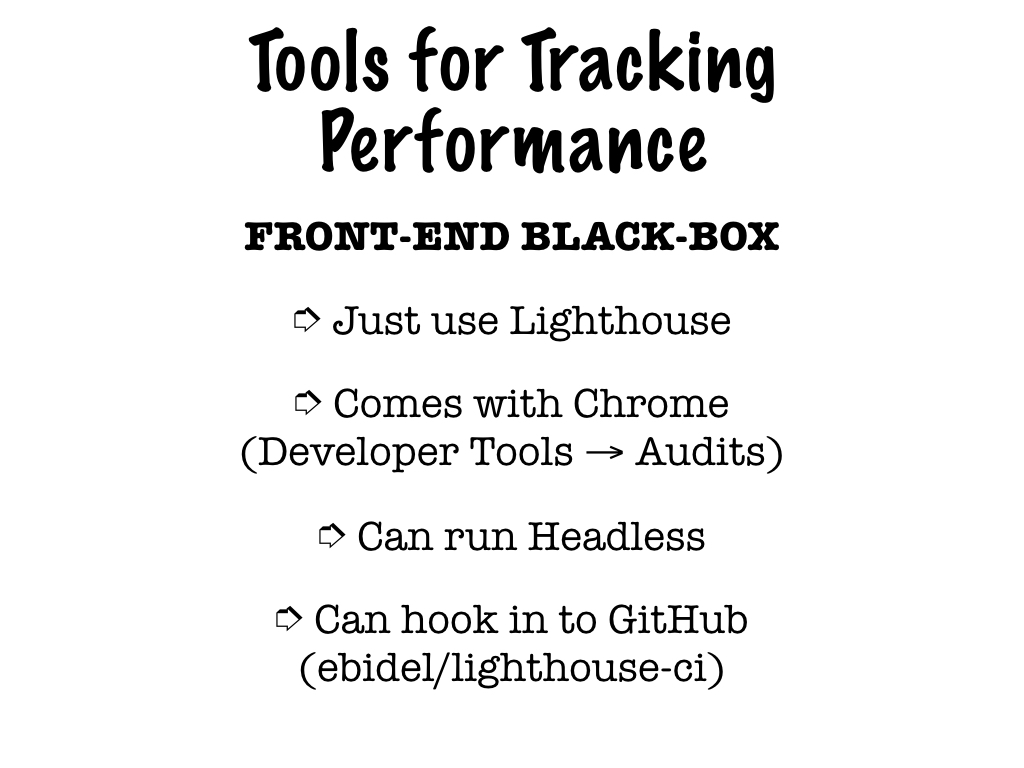 Tools for Tracking
Performance
FRONT-END BLACK-BOX
➩ Just use Lighthouse
➩ Comes with Chrome
(Developer Tools → Audits)
➩ Can run Headless
➩ Can hook in to GitHub
(ebidel/lighthouse-ci)